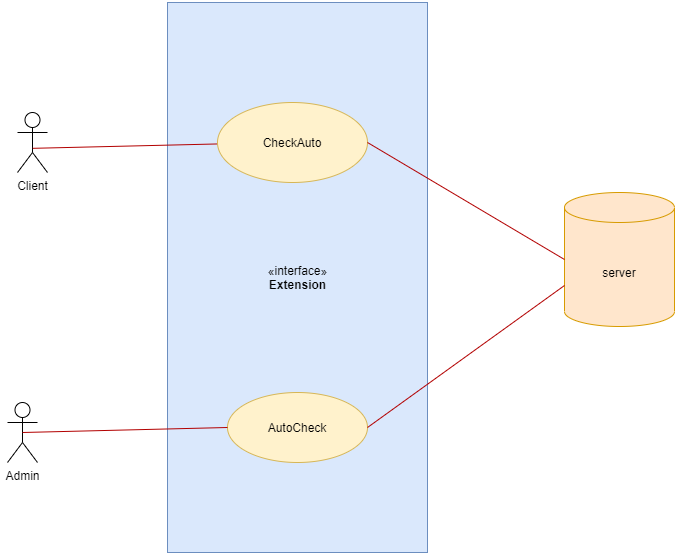 CheckAuto
Client
«interface»
Extension
server
AutoCheck
Admin